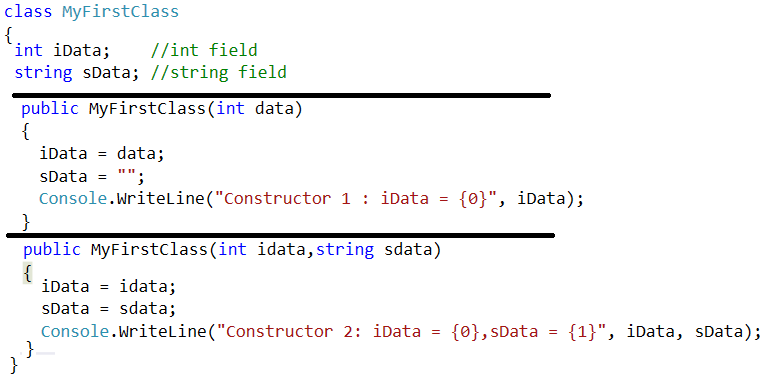 class MyFirstClass
{
int iData;    //int field
string sData; //string field
public MyFirstClass(int data)
{
iData = data;
sData = "";
Console.WriteLine("Constructor 1 : iData = {0}", iData);
}
public MyFirstClass(int idata,string sdata)
{
iData = idata;
sData = sdata;
Console.WriteLine("Constructor 2: iData = {0},sData = {1}", iData, sData);
}
}